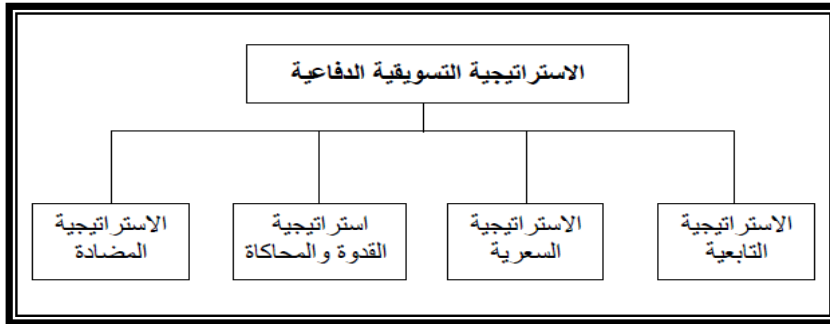 الاستراتيجية التسويقية الدفاعية
الاستراتيجية
التابعية
الاستراتيجية
السعرية
استراتيجية
القدوة والمحاكاة
الاستراتيجية
المضادة